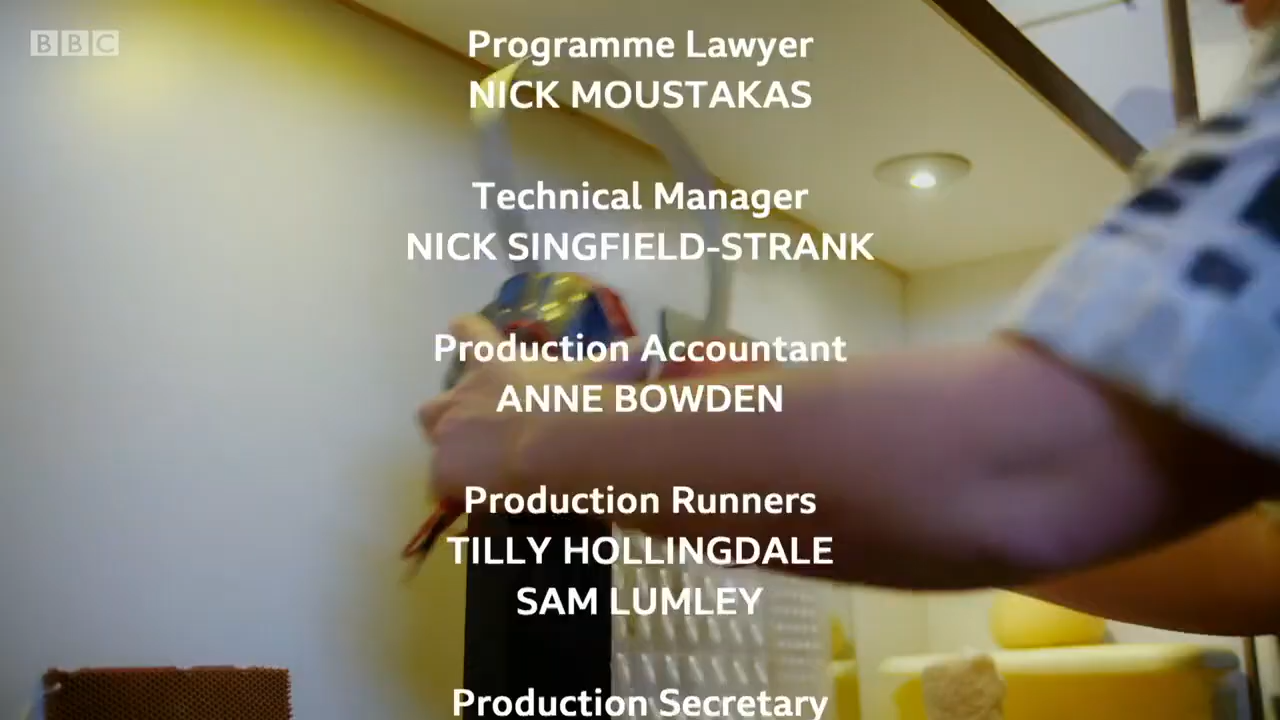 BBC
Programme Lawyer
NICK MOUSTAKAS
Technical Manager
NICK SINGFIELD-STRANK
Production Accountant
ANNE BOWDEN
Production Runners
TILLY HOLLINGDALE
SAM LUMLEY
Production Secretary